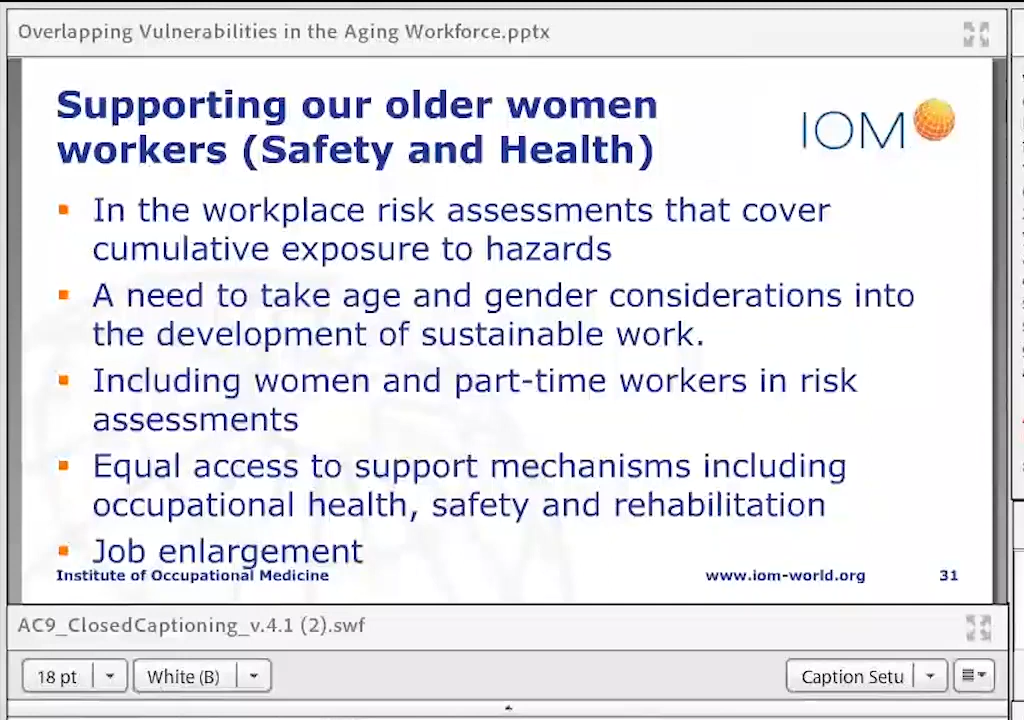 Overlapping Vulnerabilities in the Aging Workforce.pptx
Supporting our older women
workers (Safety and Health)
IOM
In the workplace risk assessments that cover
cumulative exposure to hazards
A need to take age and gender considerations into
the development of sustainable work.
Including women and part-time workers in risk
assessments
Equal access to support mechanisms including
occupational health, safety and rehabilitation
Job enlargement
Institute of Occupational Medicine
www.iom-world.org
31
AC9_ClosedCaptioning_v.4.1 (2).swf
18 pt
White (B)
Caption Setu